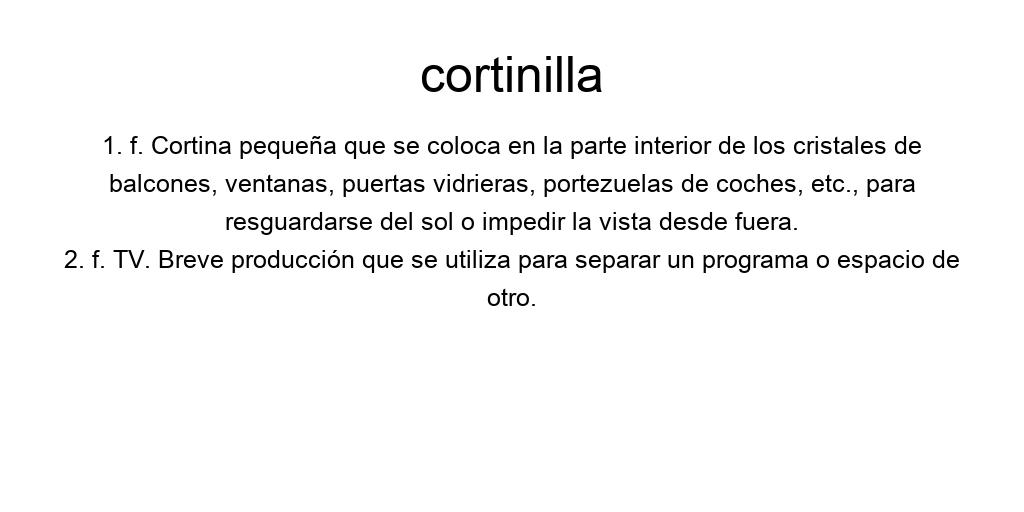 cortinilla
1. f. Cortina pequeña que se coloca en la parte interior de los cristales de
balcones, ventanas, puertas vidrieras, portezuelas de coches, etc., para
resguardarse del sol o impedir la vista desde fuera.
2. f. TV. Breve producción que se utiliza para separar un programa o espacio de
otro.